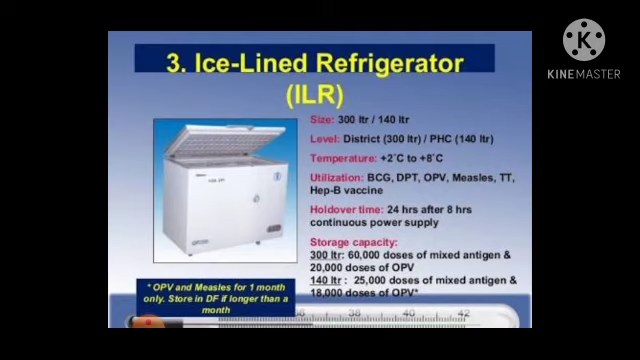 3. Ice-Lined Refrigerator
(ILR)
Size: 300 ltr / 140 ltr
Level: District (300 ltr) / PHC (140 ltr)
Temperature: +2˚C to +8˚C
Utilization: BCG, DPT, OPV, Measles, TT,
Hep-B vaccine
Holdover time: 24 hrs after 8 hrs
continuous power supply
Storage capacity:
300 ltr: 60,000 doses of mixed antigen &
20,000 doses of OPV
140 ltr : 25,000 doses of mixed antigen &
18,000 doses of OPV*
* OPV and Measles for 1 month
only. Store in DF if longer than a
month
38 40 42
KINEMASTER